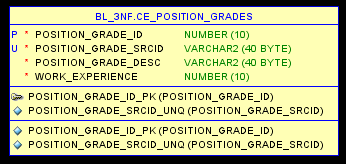 BL_3NF.CE_POSITION_GRADES
P * POSITION_GRADE_ID NUMBER (10)
U * POSITION_GRADE_SRCID VARCHAR2 (40 BYTE)
* POSITION_GRADE_DESC VARCHAR2 (40 BYTE)
* WORK_EXPERIENCE NUMBER (10)
POSITION_GRADE_ID_PK (POSITION_GRADE_ID)
POSITION_GRADE_SRCID_UNQ (POSITION_GRADE_SRCID)
POSITION_GRADE_ID_PK (POSITION_GRADE_ID)
POSITION_GRADE_SRCID_UNQ (POSITION_GRADE_SRCID)